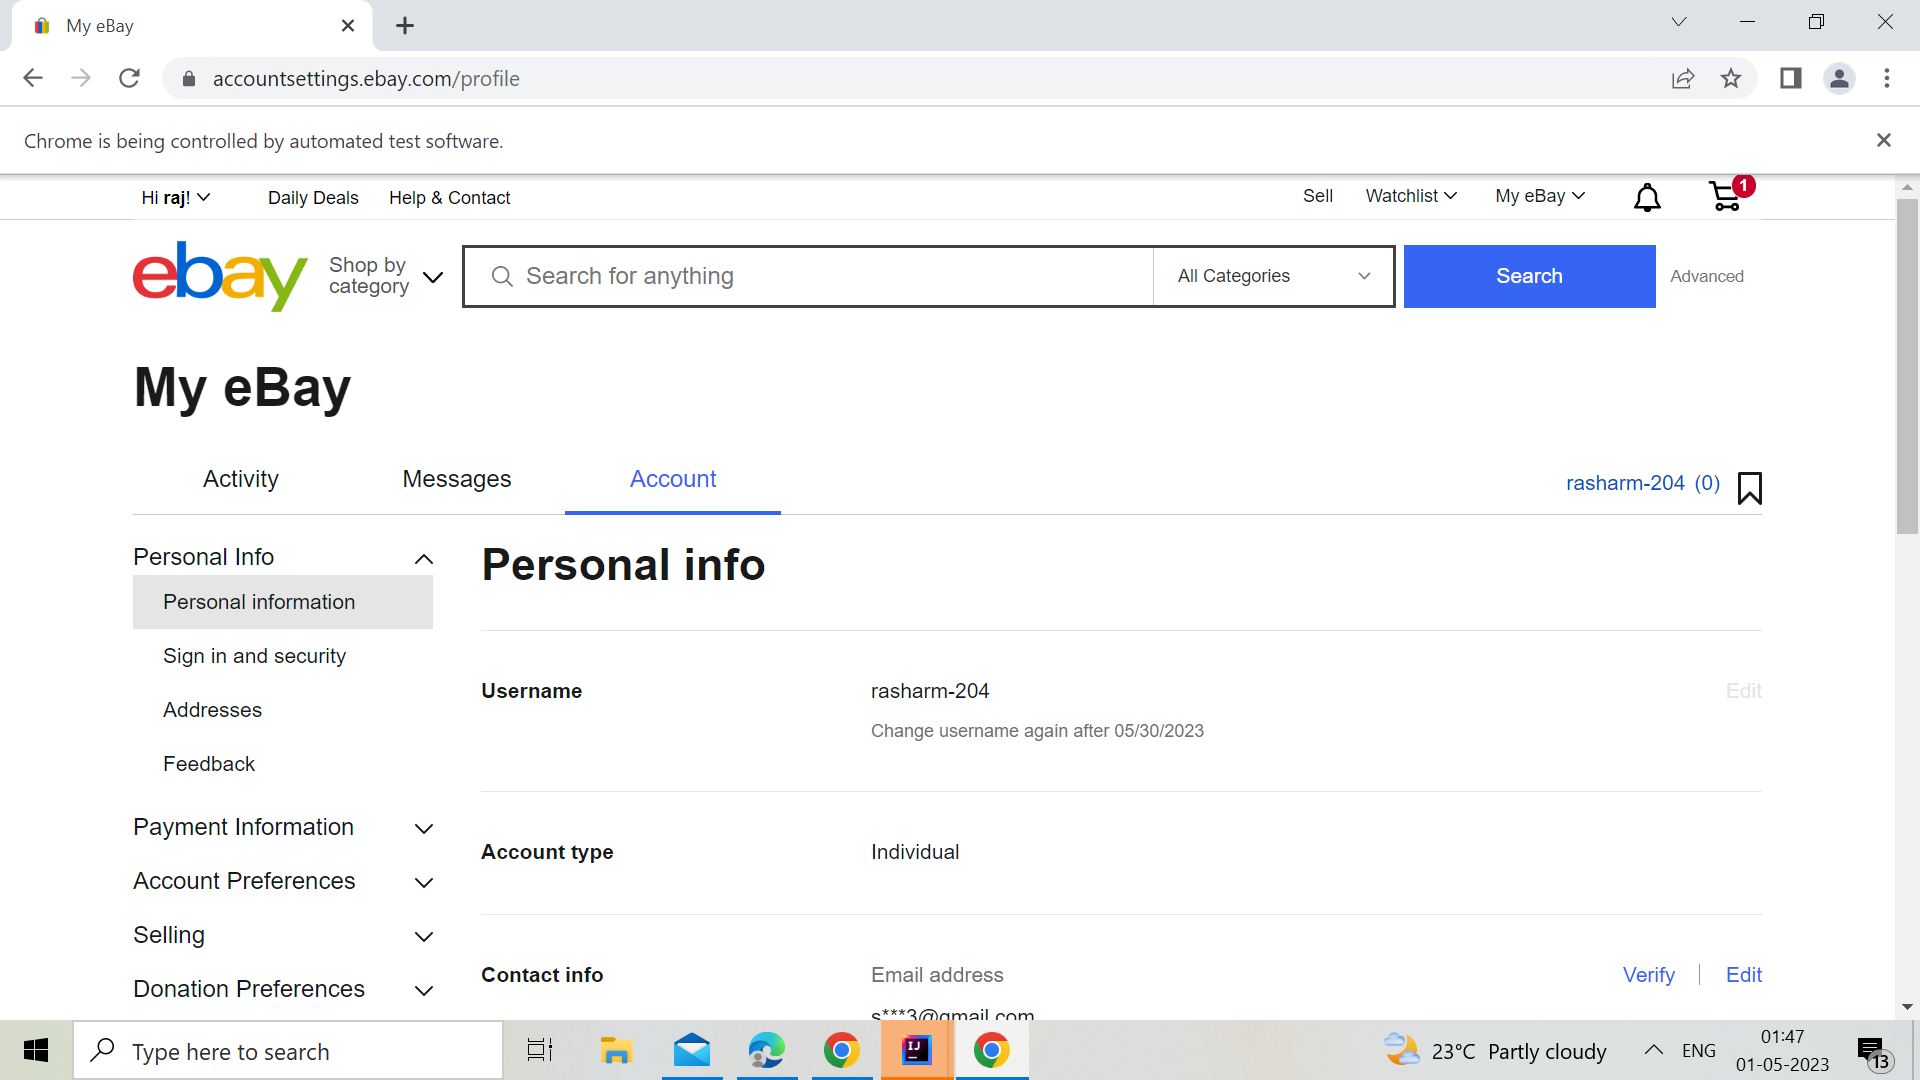 My eBay
accountsettings.ebay.com/profile
Chrome is being controlled by automated test software.
Hi raj!
Daily Deals
Help & Contact
Sell
Watchlist
My eBay
1
ebay
Shop by
category
Search for anything
All Categories
Search
Advanced
My eBay
Activity
Messages
Account
rasharm-204 (0)
Personal Info
Personal information
Sign in and security
Addresses
Feedback
Payment Information
Account Preferences
Selling
Donation Preferences
Personal info
Username
rasharm-204
Edit
Change username again after 05/30/2023
Account type
Individual
Contact info
Email address
Verify
Edit
s***3@gmail.com
Type here to search
IJ
23°C Partly cloudy
ENG
01:47
01-05-2023
13